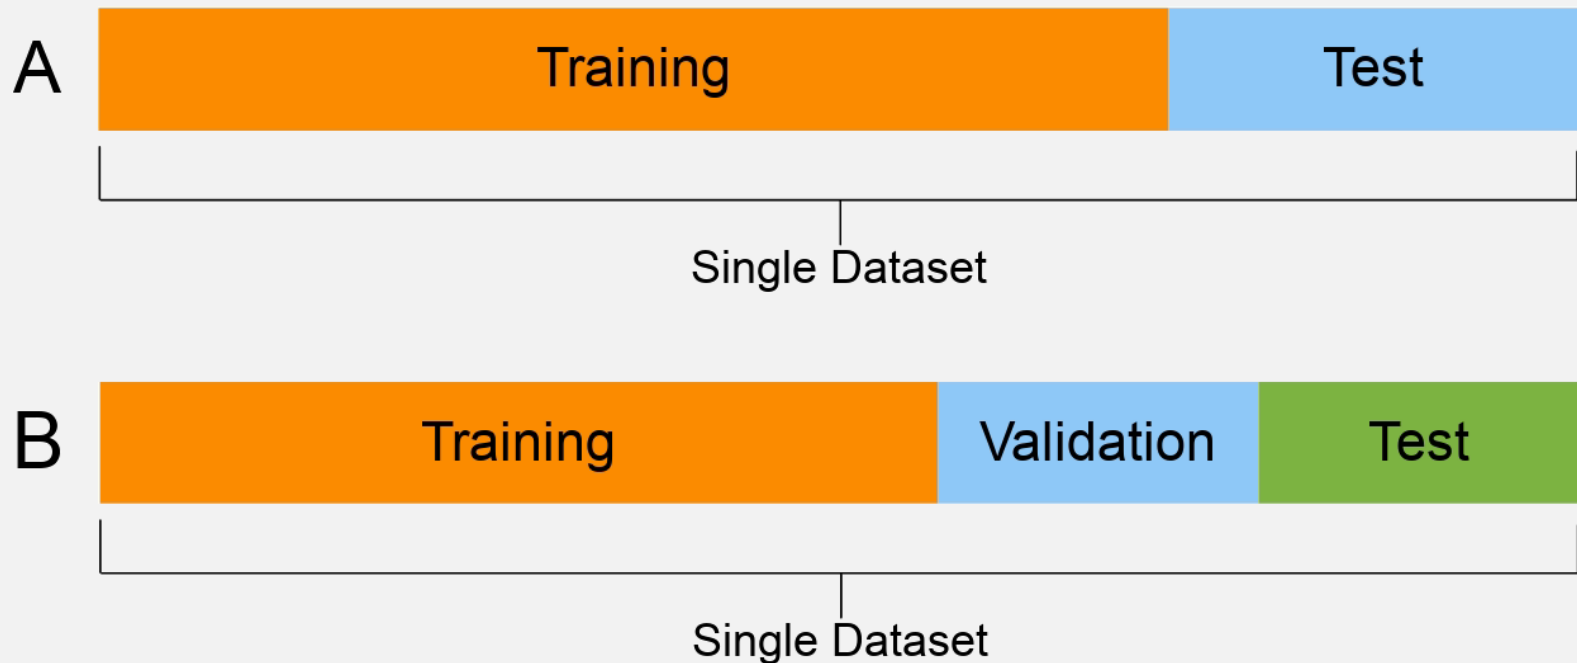 A
Training
Test
Single Dataset
B
Training
Validation
Test
Single Dataset